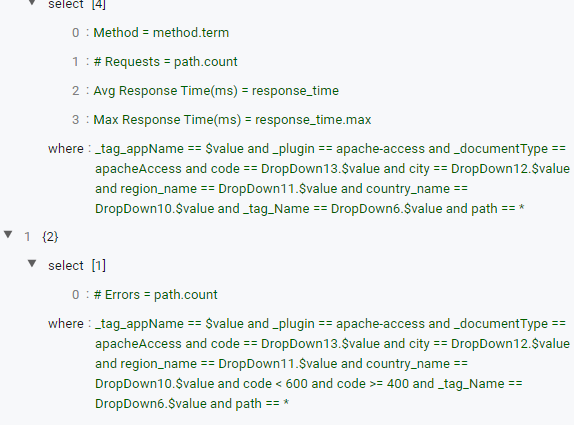 select [4]
0 : Method = method.term
1 : # Requests = path.count
2 : Avg Response Time(ms) = response_time
3 : Max Response Time(ms) = response_time.max
where : _tag_appName == $value and _plugin == apache-access and _documentType ==
apacheAccess and code == DropDown13.$value and city == DropDown12.$value
and region_name == DropDown11.$value and country_name ==
DropDown10.$value and _tag_Name == DropDown6.$value and path == *
1 {2}
select [1]
0 : # Errors = path.count
where : _tag_appName == $value and _plugin == apache-access and _documentType ==
apacheAccess and code == DropDown13.$value and city == DropDown12.$value
and region_name == DropDown11.$value and country_name ==
DropDown10.$value and code < 600 and code >= 400 and _tag_Name ==
DropDown6.$value and path == *